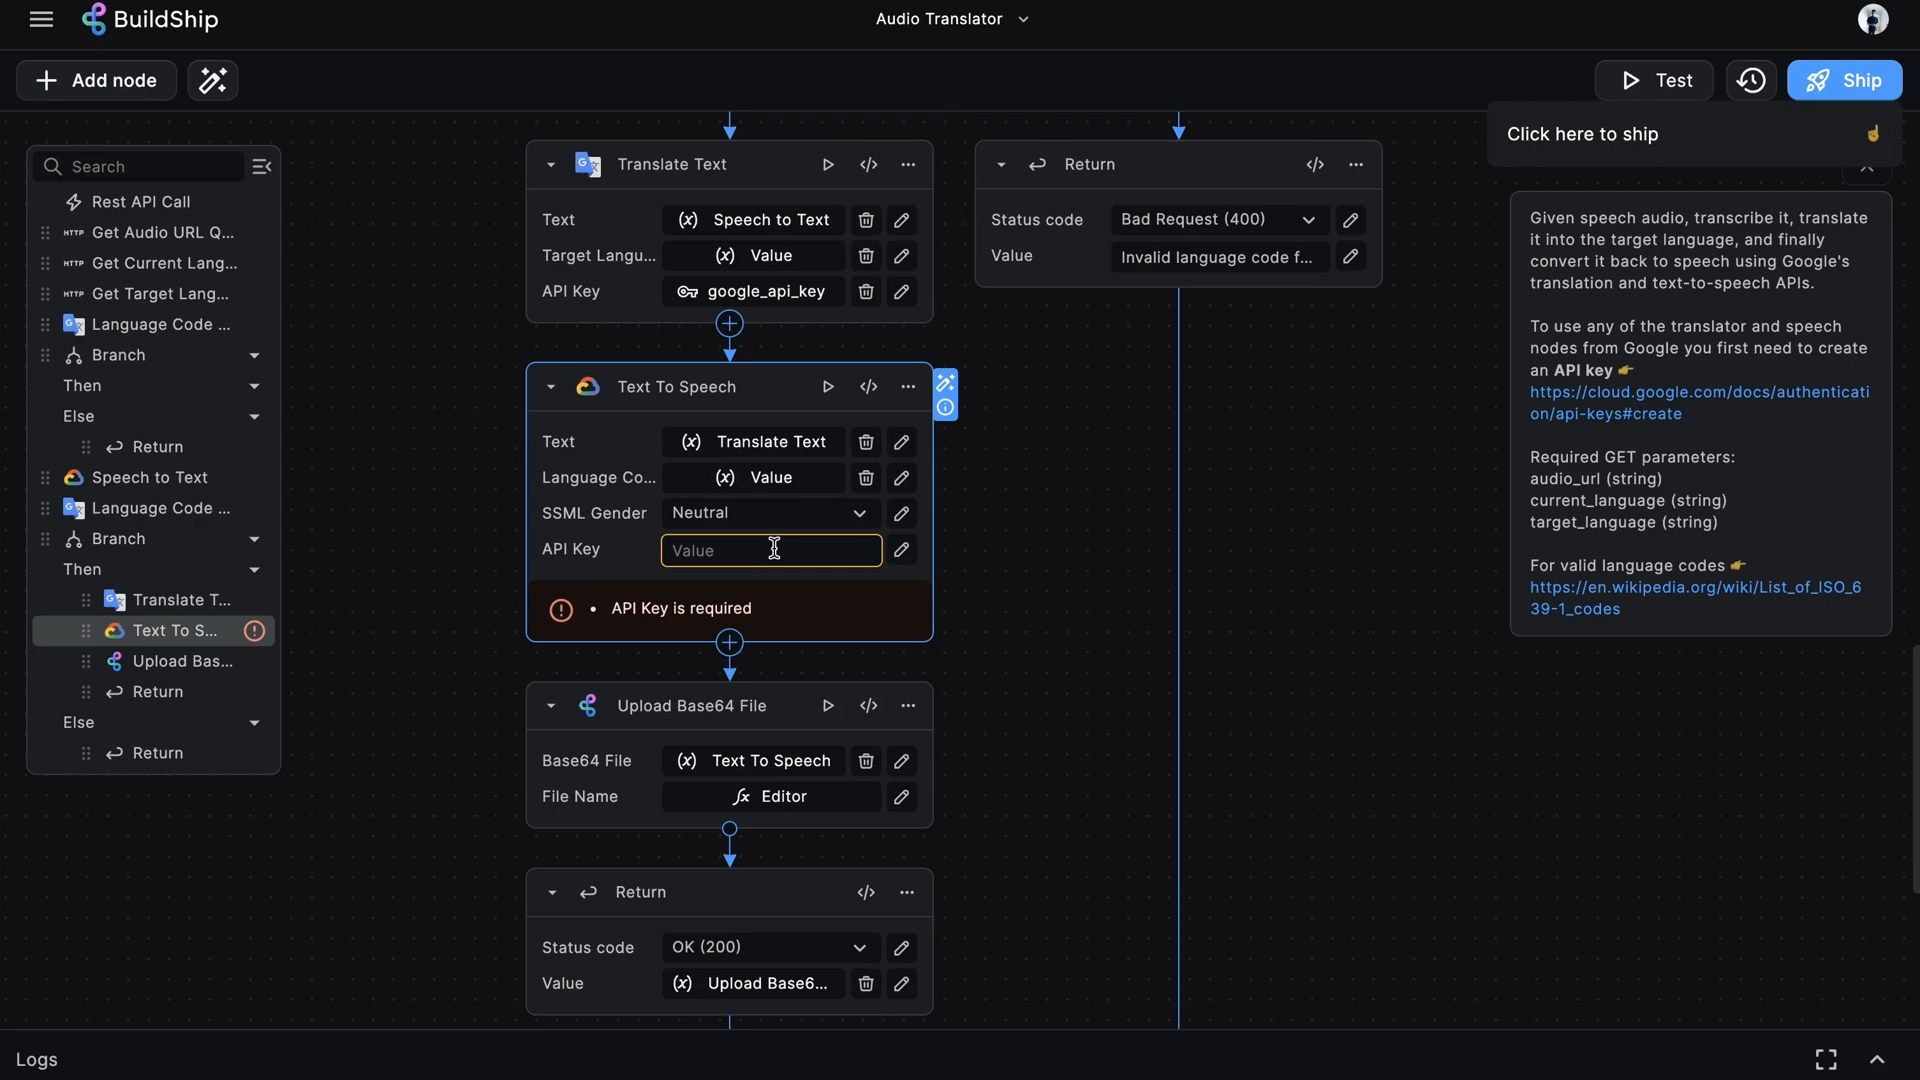 BuildShip
Audio Translator
Add node
Test
Ship
Click here to ship
Search
Rest API Call
HTTP Get Audio URL Q...
HTTP Get Current Lang...
HTTP Get Target Lang...
Language Code ...
Branch
Then
Else
Return
Speech to Text
Language Code ...
Branch
Then
Translate T...
Text To S...
Upload Bas...
Return
Else
Return
Translate Text
Text (x) Speech to Text
Target Langu... (x) Value
API Key google_api_key
Text To Speech
Text (x) Translate Text
Language Co... (x) Value
SSML Gender Neutral
API Key Value
• API Key is required
Upload Base64 File
Base64 File (x) Text To Speech
File Name fx Editor
Return
Status code OK (200)
Value (x) Upload Base6...
Return
Status code Bad Request (400)
Value Invalid language code f...
Given speech audio, transcribe it, translate
it into the target language, and finally
convert it back to speech using Google's
translation and text-to-speech APIs.
To use any of the translator and speech
nodes from Google you first need to create
an API key 👉
https://cloud.google.com/docs/authenticati
on/api-keys#create
Required GET parameters:
audio_url (string)
current_language (string)
target_language (string)
For valid language codes 👉
https://en.wikipedia.org/wiki/List_of_ISO_6
39-1_codes
Logs